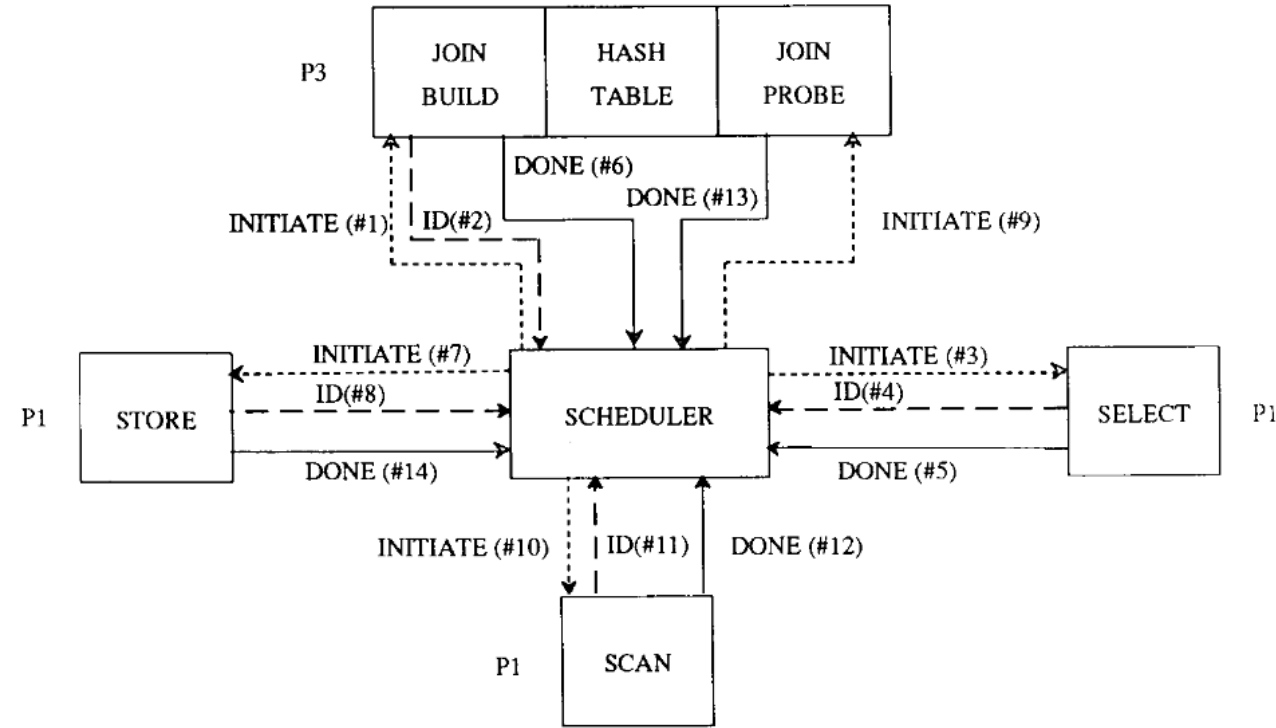 P3
JOIN
BUILD
HASH
TABLE
JOIN
PROBE
DONE (#6)
DONE (#13)
INITIATE (#1)
ID(#2)
INITIATE (#9)
P1
STORE
INITIATE (#7)
ID(#8)
DONE (#14)
SCHEDULER
INITIATE (#3)
ID(#4)
DONE (#5)
SELECT
P1
INITIATE (#10)
ID(#11)
DONE (#12)
P1
SCAN